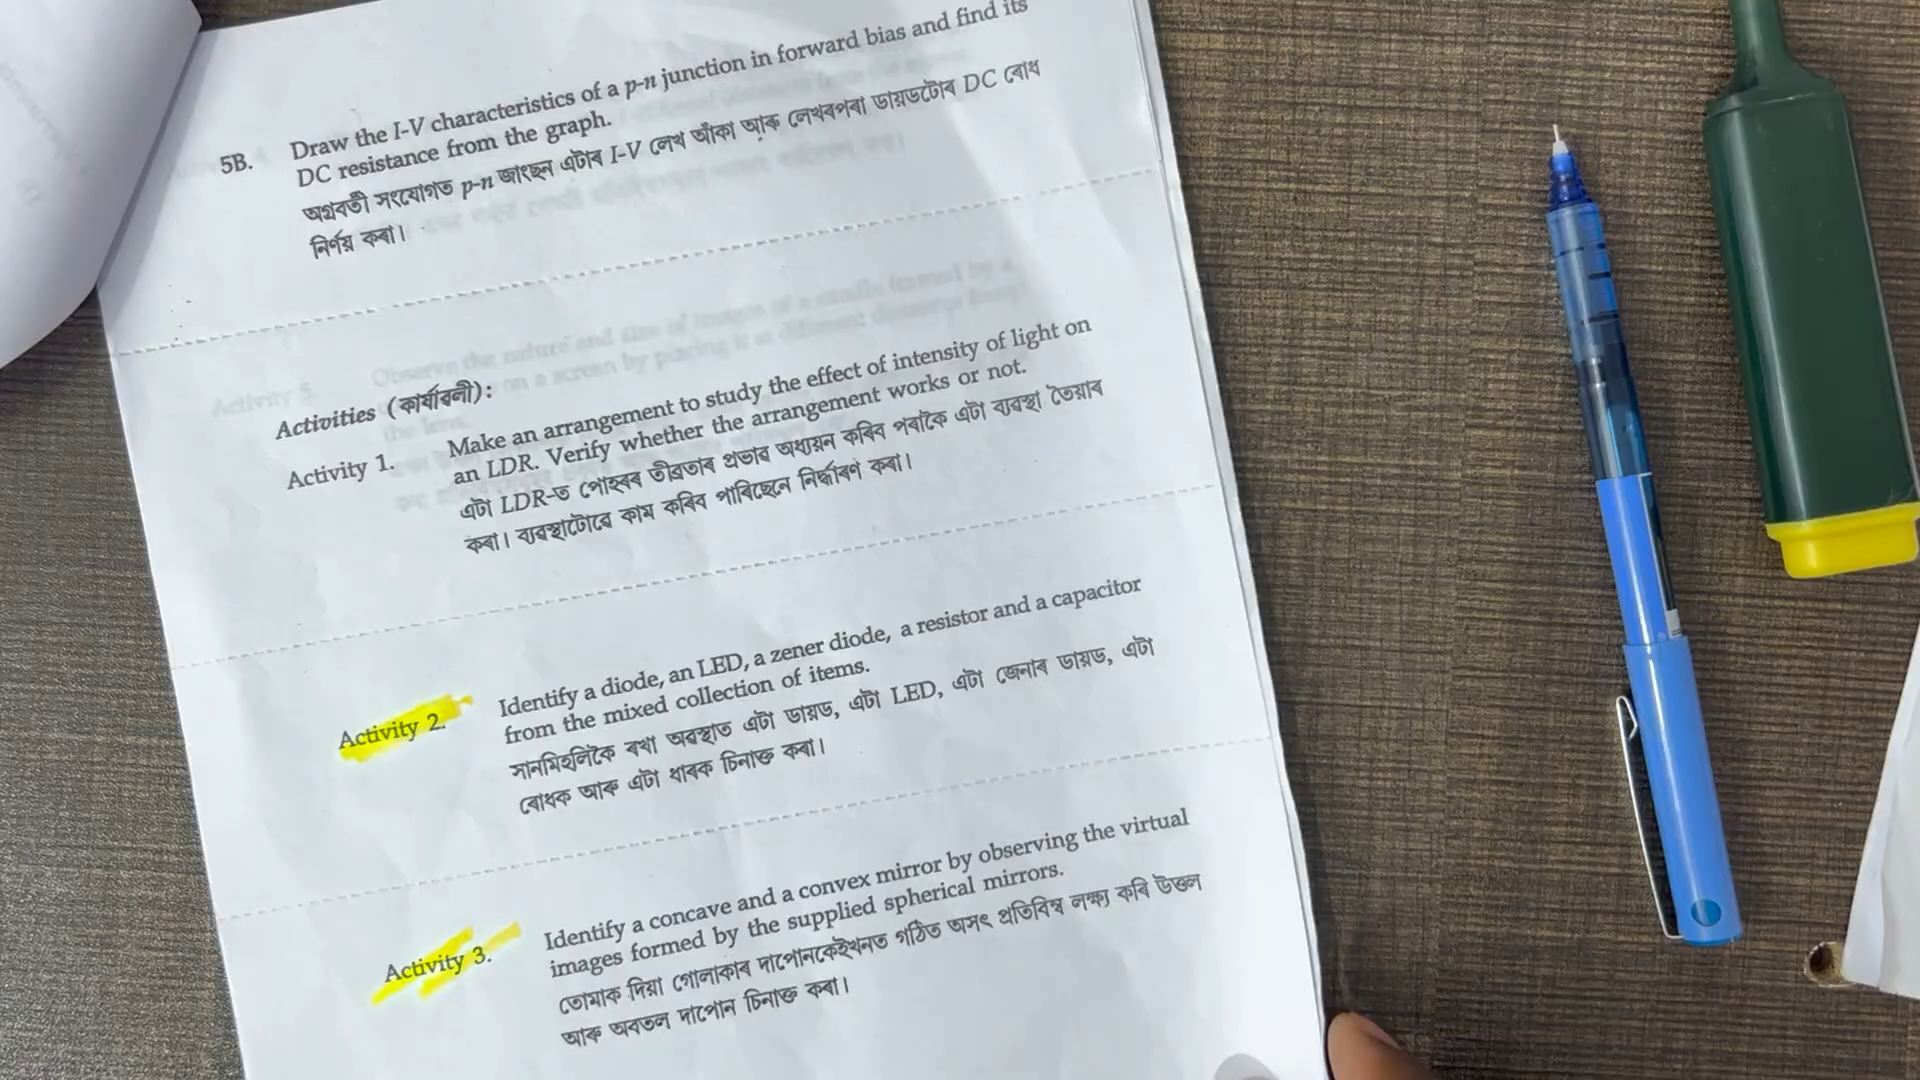 5B. Draw the I-V characteristics of a p-n junction in forward bias and find its
DC resistance from the graph.
অগ্ৰবৰ্তী সংযোগত p-n জাংছন এটাৰ I-V লেখ আঁকা আৰু লেখৰপৰা ডায়ডটোৰ DC ৰোধ
নিৰ্ণয় কৰা।
Activities (কাৰ্যাৱলী):
Activity 1. Make an arrangement to study the effect of intensity of light on
an LDR. Verify whether the arrangement works or not.
এটা LDR-ত পোহৰৰ তীব্ৰতাৰ প্ৰভাৱ অধ্যয়ন কৰিব পৰাকৈ এটা ব্যৱস্থা তৈয়াৰ
কৰা। ব্যৱস্থাটোৱে কাম কৰিব পাৰিছেনে নিৰ্দ্ধাৰণ কৰা।
Activity 2. Identify a diode, an LED, a zener diode, a resistor and a capacitor
from the mixed collection of items.
সানমিহলিকৈ ৰখা অৱস্থাত এটা ডায়ড, এটা LED, এটা জেনাৰ ডায়ড, এটা
ৰোধক আৰু এটা ধাৰক চিনাক্ত কৰা।
Activity 3. Identify a concave and a convex mirror by observing the virtual
images formed by the supplied spherical mirrors.
তোমাক দিয়া গোলাকাৰ দাপোনকেইখনত গঠিত অসৎ প্ৰতিবিম্ব লক্ষ্য কৰি উত্তল
আৰু অৱতল দাপোন চিনাক্ত কৰা।